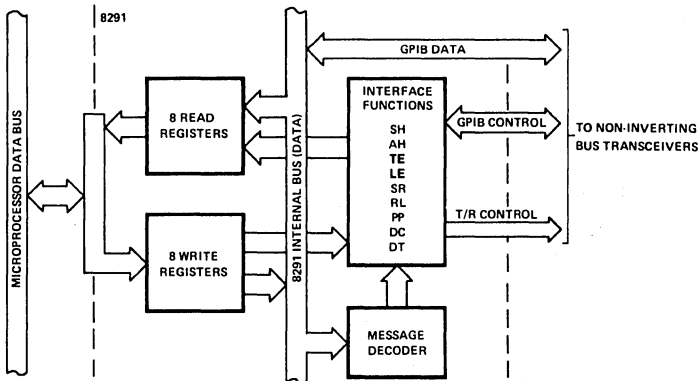 8291
MICROPROCESSOR DATA BUS
8 READ
REGISTERS
8 WRITE
REGISTERS
8291 INTERNAL BUS (DATA)
GPIB DATA
INTERFACE
FUNCTIONS
SH
AH
TE
LE
SR
RL
PP
DC
DT
GPIB CONTROL
T/R CONTROL
TO NON-INVERTING
BUS TRANSCEIVERS
MESSAGE
DECODER